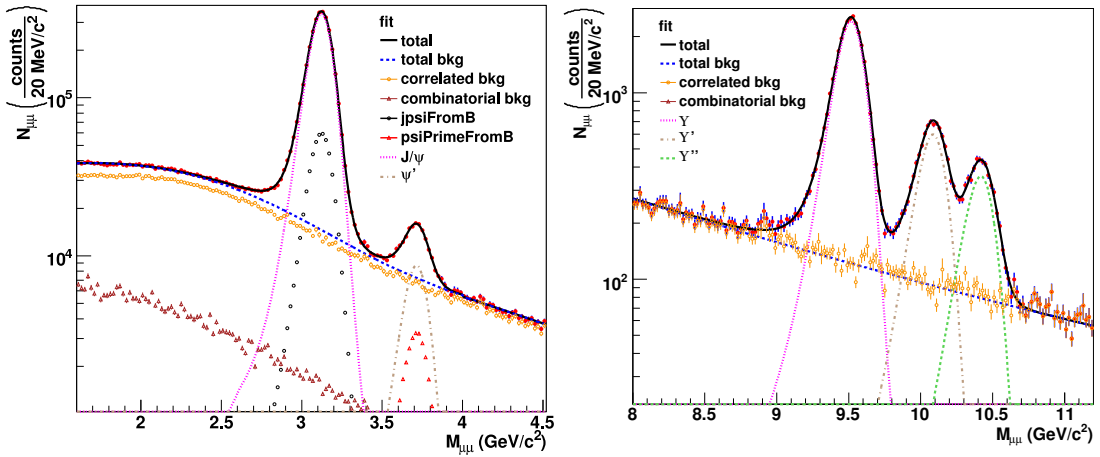 N_μμ (counts / 20 MeV/c²)
10⁵
10⁴
fit
total
total bkg
correlated bkg
combinatorial bkg
jpsiFromB
psiPrimeFromB
J/ψ
ψ'
2 2.5 3 3.5 4 4.5
M_μμ (GeV/c²)
N_μμ (counts / 20 MeV/c²)
10³
10²
fit
total
total bkg
correlated bkg
combinatorial bkg
Υ
Υ'
Υ''
8 8.5 9 9.5 10 10.5 11
M_μμ (GeV/c²)